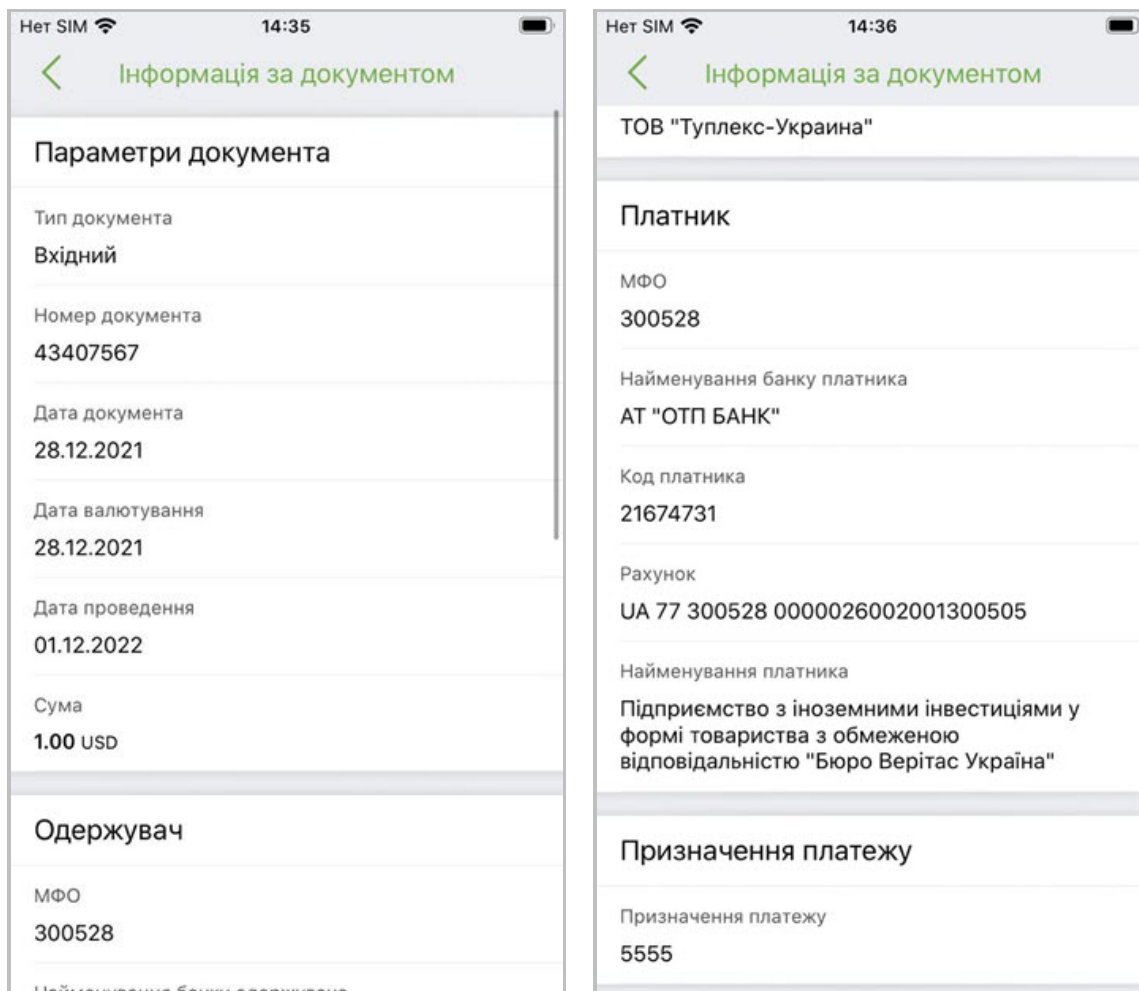 Нет SIM 14:35
Інформація за документом
Параметри документа
Тип документа
Вхідний
Номер документа
43407567
Дата документа
28.12.2021
Дата валютування
28.12.2021
Дата проведення
01.12.2022
Сума
1.00 USD
Одержувач
МФО
300528
Найменування банку одержувача
Нет SIM 14:36
Інформація за документом
ТОВ "Туплекс-Украина"
Платник
МФО
300528
Найменування банку платника
АТ "ОТП БАНК"
Код платника
21674731
Рахунок
UA 77 300528 0000026002001300505
Найменування платника
Підприємство з іноземними інвестиціями у
формі товариства з обмеженою
відповідальністю "Бюро Верітас Україна"
Призначення платежу
Призначення платежу
5555